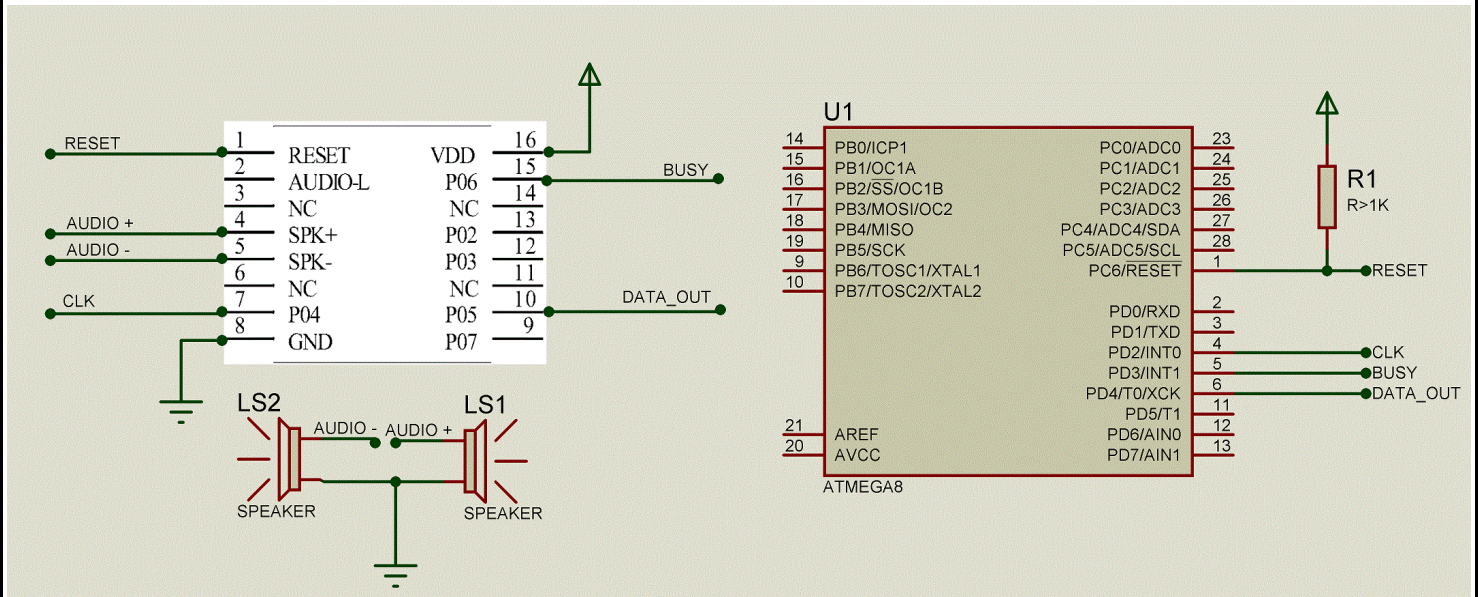 RESET
AUDIO +
AUDIO -
CLK
1 RESET
2 AUDIO-L
3 NC
4 SPK+
5 SPK-
6 NC
7 P04
8 GND
VDD 16
P06 15
NC 14
P02 13
P03 12
NC 11
P05 10
P07 9
BUSY
DATA_OUT
LS2
AUDIO -
SPEAKER
LS1
AUDIO +
SPEAKER
U1
14 PB0/ICP1
15 PB1/OC1A
16 PB2/SS/OC1B
17 PB3/MOSI/OC2
18 PB4/MISO
19 PB5/SCK
9 PB6/TOSC1/XTAL1
10 PB7/TOSC2/XTAL2
21 AREF
20 AVCC
PC0/ADC0 23
PC1/ADC1 24
PC2/ADC2 25
PC3/ADC3 26
PC4/ADC4/SDA 27
PC5/ADC5/SCL 28
PC6/RESET 1
PD0/RXD 2
PD1/TXD 3
PD2/INT0 4
PD3/INT1 5
PD4/T0/XCK 6
PD5/T1 11
PD6/AIN0 12
PD7/AIN1 13
ATMEGA8
R1
R>1K
RESET
CLK
BUSY
DATA_OUT